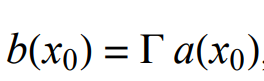 b(x₀) = Γ a(x₀),